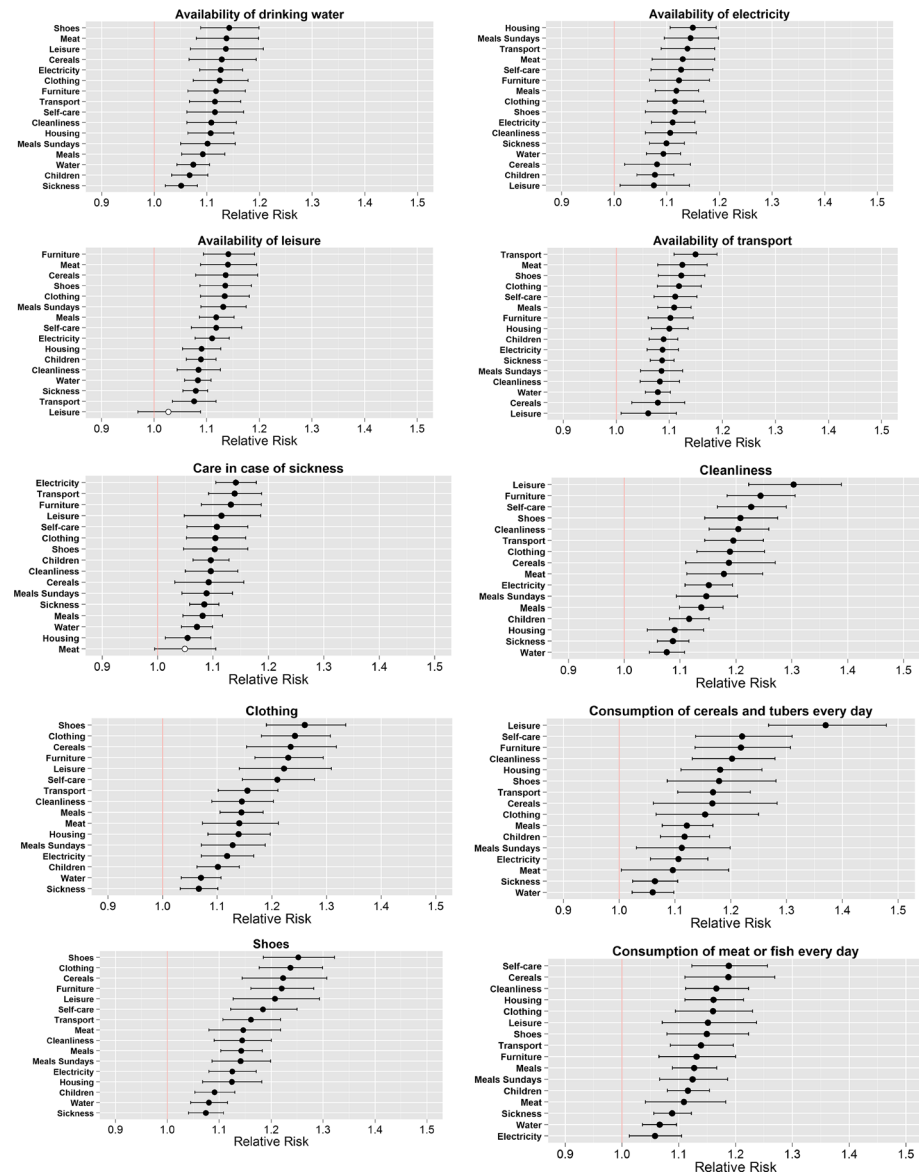 Availability of drinking water
Shoes
Meat
Leisure
Cereals
Electricity
Clothing
Furniture
Transport
Self-care
Cleanliness
Housing
Meals Sundays
Meals
Water
Children
Sickness
0.9 1.0 1.1 1.2 1.3 1.4 1.5
Relative Risk
Availability of electricity
Housing
Meals Sundays
Transport
Meat
Self-care
Furniture
Meals
Clothing
Shoes
Electricity
Cleanliness
Sickness
Water
Cereals
Children
Leisure
0.9 1.0 1.1 1.2 1.3 1.4 1.5
Relative Risk
Availability of leisure
Furniture
Meat
Cereals
Shoes
Clothing
Meals Sundays
Meals
Self-care
Electricity
Housing
Children
Cleanliness
Water
Sickness
Transport
Leisure
0.9 1.0 1.1 1.2 1.3 1.4 1.5
Relative Risk
Availability of transport
Transport
Meat
Shoes
Clothing
Self-care
Meals
Furniture
Housing
Children
Electricity
Sickness
Meals Sundays
Cleanliness
Water
Cereals
Leisure
0.9 1.0 1.1 1.2 1.3 1.4 1.5
Relative Risk
Care in case of sickness
Electricity
Transport
Furniture
Leisure
Self-care
Clothing
Shoes
Children
Cleanliness
Cereals
Meals Sundays
Sickness
Meals
Water
Housing
Meat
0.9 1.0 1.1 1.2 1.3 1.4 1.5
Relative Risk
Cleanliness
Leisure
Furniture
Self-care
Shoes
Cleanliness
Transport
Clothing
Cereals
Meat
Electricity
Meals Sundays
Meals
Children
Housing
Sickness
Water
0.9 1.0 1.1 1.2 1.3 1.4 1.5
Relative Risk
Clothing
Shoes
Clothing
Cereals
Furniture
Leisure
Self-care
Transport
Cleanliness
Meals
Meat
Housing
Meals Sundays
Electricity
Children
Water
Sickness
0.9 1.0 1.1 1.2 1.3 1.4 1.5
Relative Risk
Consumption of cereals and tubers every day
Leisure
Self-care
Furniture
Cleanliness
Housing
Shoes
Transport
Cereals
Clothing
Meals
Children
Meals Sundays
Electricity
Meat
Sickness
Water
0.9 1.0 1.1 1.2 1.3 1.4 1.5
Relative Risk
Shoes
Shoes
Clothing
Cereals
Furniture
Leisure
Self-care
Transport
Meat
Cleanliness
Meals
Meals Sundays
Electricity
Housing
Children
Water
Sickness
0.9 1.0 1.1 1.2 1.3 1.4 1.5
Relative Risk
Consumption of meat or fish every day
Self-care
Cereals
Cleanliness
Housing
Clothing
Leisure
Shoes
Transport
Furniture
Meals
Meals Sundays
Children
Meat
Sickness
Water
Electricity
0.9 1.0 1.1 1.2 1.3 1.4 1.5
Relative Risk